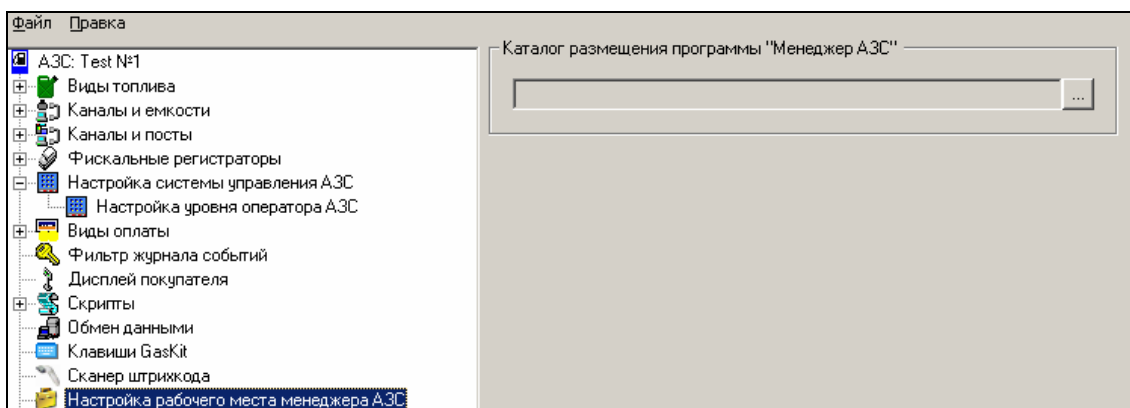 Файл Правка
АЗС: Test №1
Виды топлива
Каналы и емкости
Каналы и посты
Фискальные регистраторы
Настройка системы управления АЗС
Настройка уровня оператора АЗС
Виды оплаты
Фильтр журнала событий
Дисплей покупателя
Скрипты
Обмен данными
Клавиши GasKit
Сканер штрихкода
Настройка рабочего места менеджера АЗС
Каталог размещения программы "Менеджер АЗС"
...